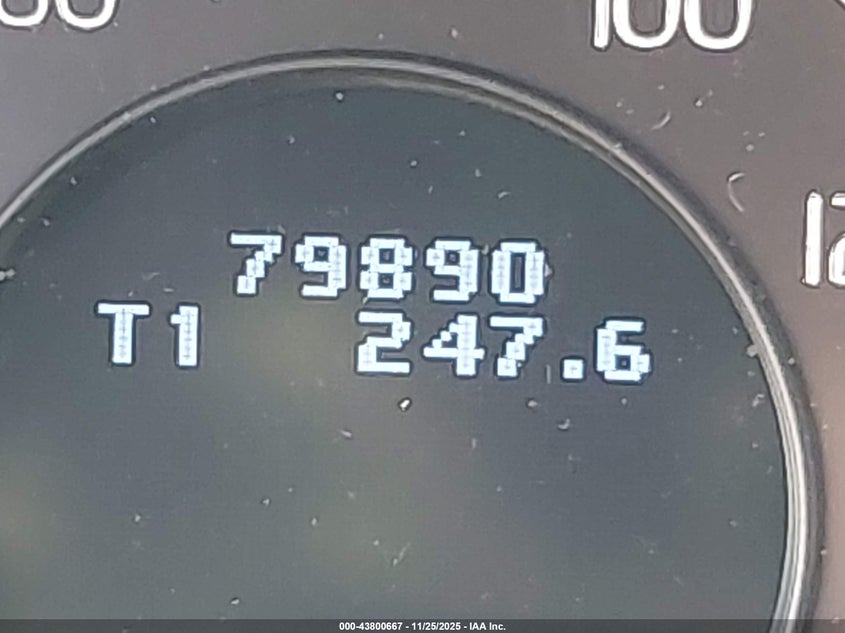 100
79890
T1 247.6
000-43800667 - 11/25/2025 - IAA Inc.